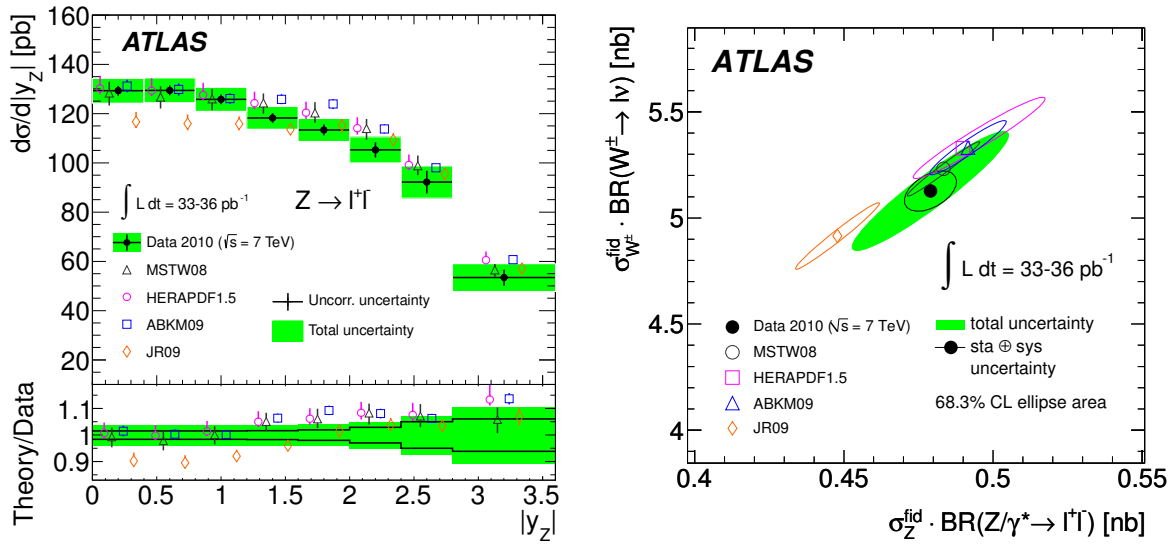 ATLAS
dσ/d|y_Z| [pb]
160
140
120
100
80
60
40
20
∫ L dt = 33-36 pb⁻¹
Z → l⁺l⁻
Data 2010 (√s = 7 TeV)
MSTW08
HERAPDF1.5
ABKM09
JR09
Uncorr. uncertainty
Total uncertainty
Theory/Data
1.1
1
0.9
0 0.5 1 1.5 2 2.5 3 3.5
|y_Z|
ATLAS
σ^fid_W± · BR(W± → lν) [nb]
5.5
5
4.5
4
∫ L dt = 33-36 pb⁻¹
Data 2010 (√s = 7 TeV)
MSTW08
HERAPDF1.5
ABKM09
JR09
total uncertainty
sta ⊕ sys
uncertainty
68.3% CL ellipse area
0.4 0.45 0.5 0.55
σ^fid_Z · BR(Z/γ* → l⁺l⁻) [nb]